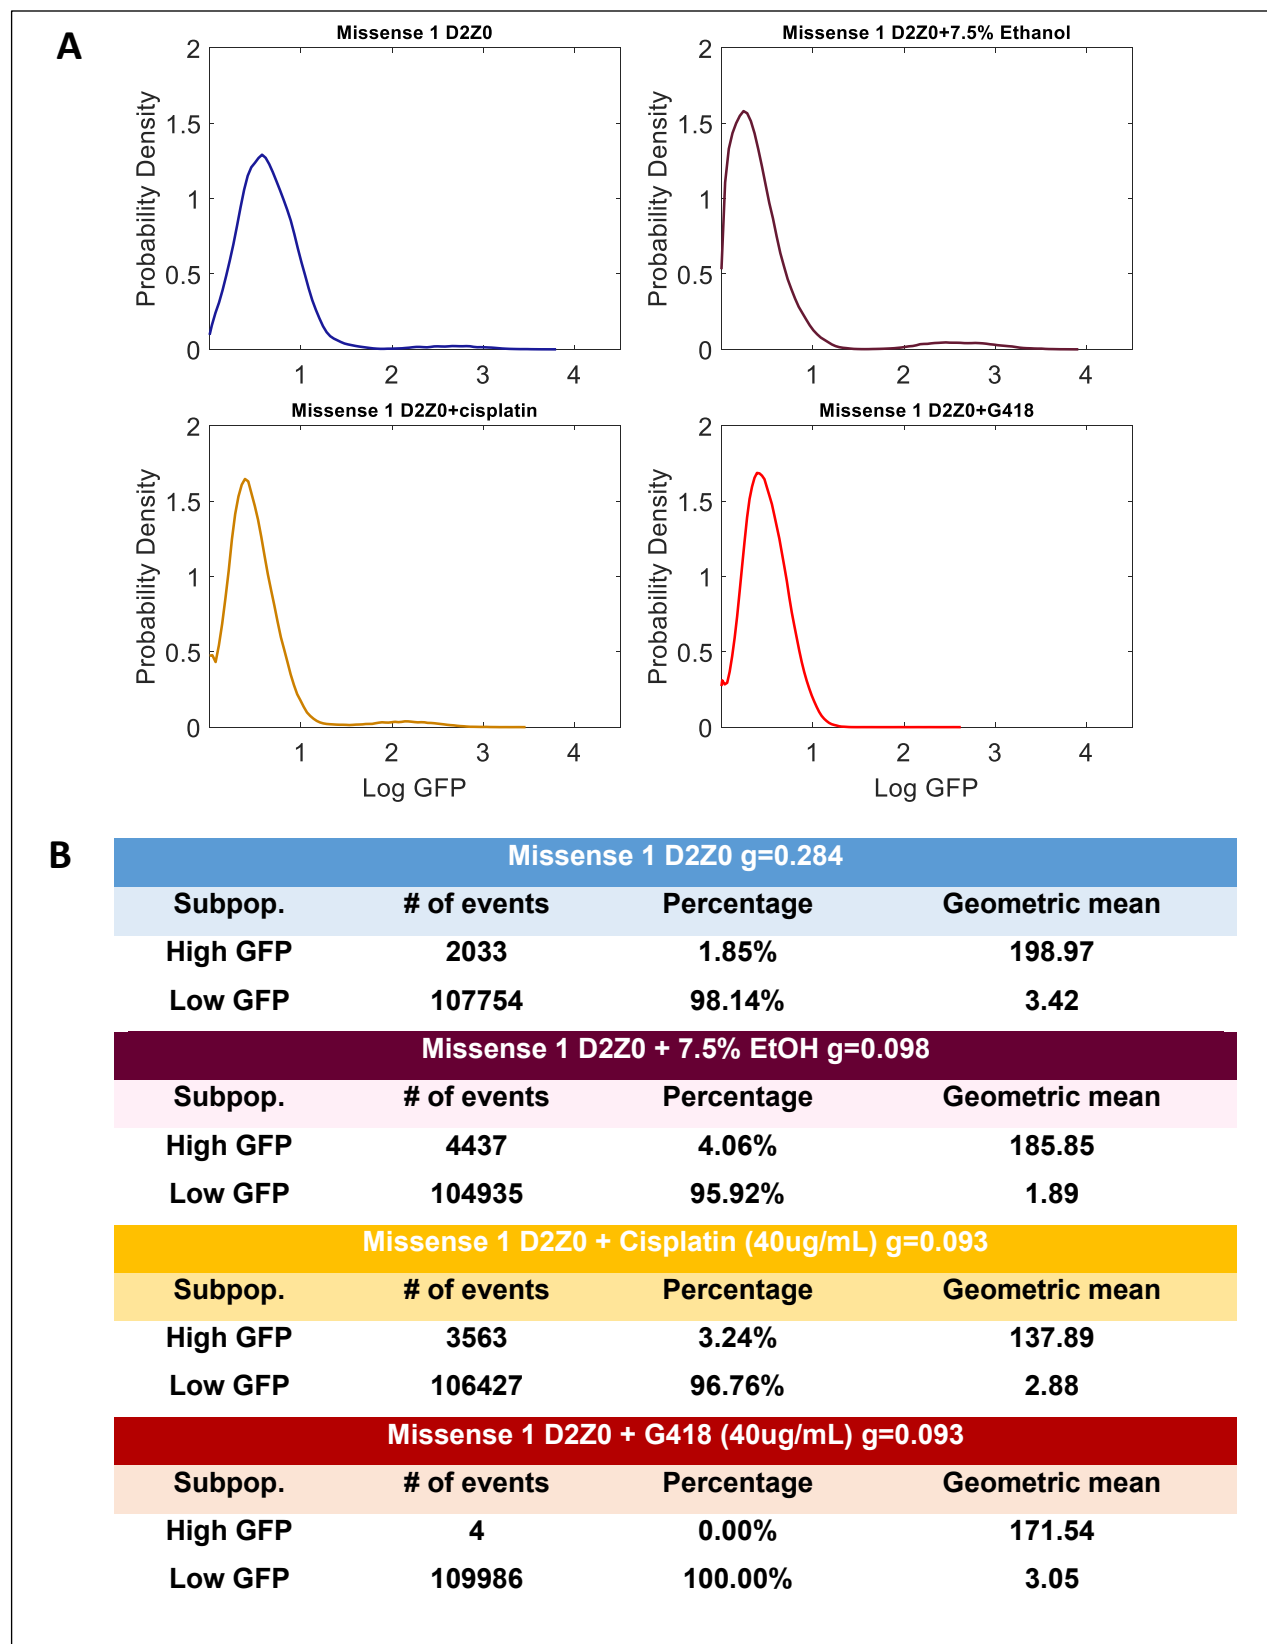 A
Missense 1 D2Z0
2
1.5
1
0.5
0
Probability Density
1 2 3 4
Missense 1 D2Z0+7.5% Ethanol
2
1.5
1
0.5
0
Probability Density
1 2 3 4
Missense 1 D2Z0+cisplatin
2
1.5
1
0.5
0
Probability Density
1 2 3 4
Log GFP
Missense 1 D2Z0+G418
2
1.5
1
0.5
0
Probability Density
1 2 3 4
Log GFP
B
Missense 1 D2Z0 g=0.284
Subpop. # of events Percentage Geometric mean
High GFP 2033 1.85% 198.97
Low GFP 107754 98.14% 3.42
Missense 1 D2Z0 + 7.5% EtOH g=0.098
Subpop. # of events Percentage Geometric mean
High GFP 4437 4.06% 185.85
Low GFP 104935 95.92% 1.89
Missense 1 D2Z0 + Cisplatin (40ug/mL) g=0.093
Subpop. # of events Percentage Geometric mean
High GFP 3563 3.24% 137.89
Low GFP 106427 96.76% 2.88
Missense 1 D2Z0 + G418 (40ug/mL) g=0.093
Subpop. # of events Percentage Geometric mean
High GFP 4 0.00% 171.54
Low GFP 109986 100.00% 3.05